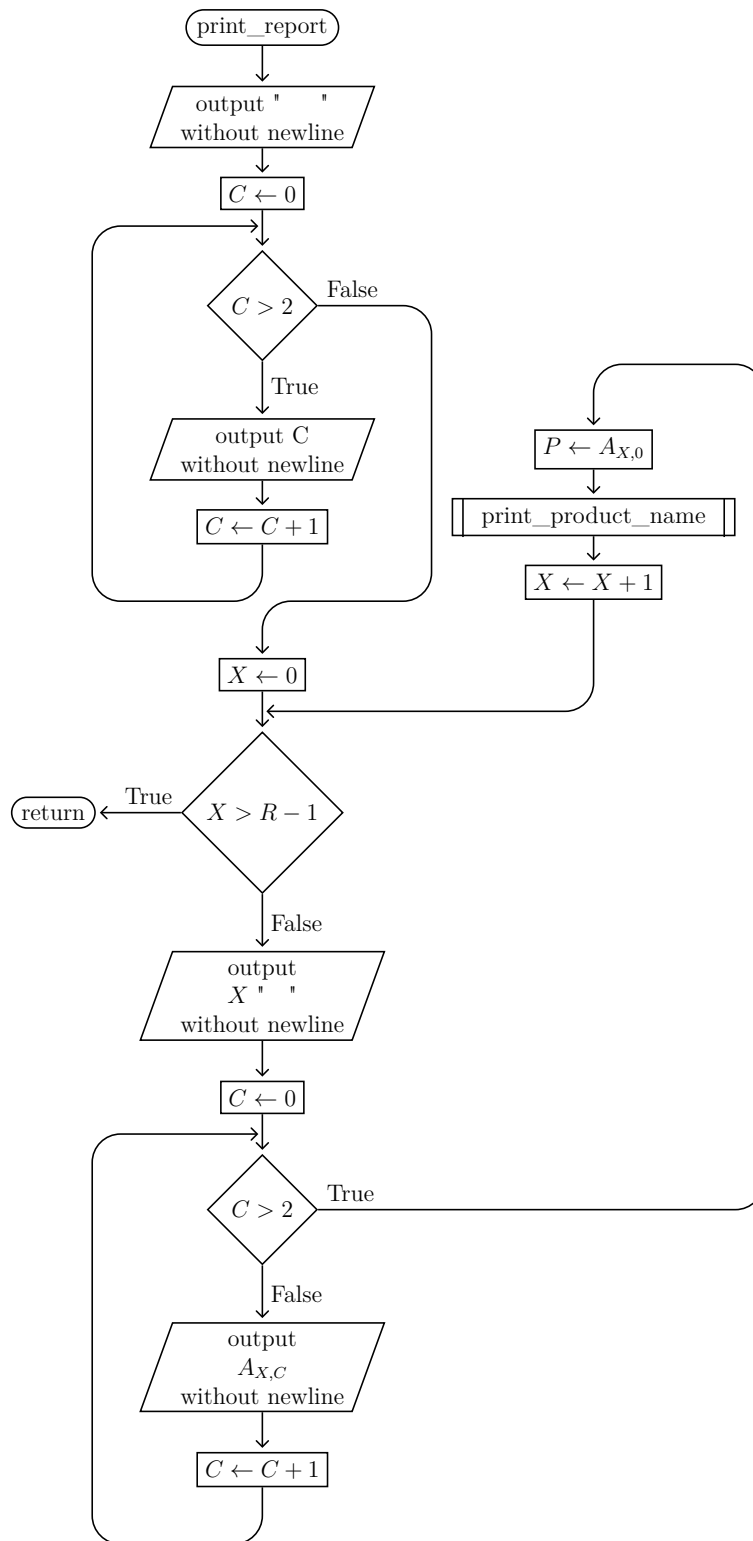 print_report
output "      "
without newline
C ← 0
C > 2
False
True
output C
without newline
C ← C + 1
P ← A_{X,0}
print_product_name
X ← X + 1
X ← 0
X > R − 1
True
return
False
output
X "   "
without newline
C ← 0
C > 2
True
False
output
A_{X,C}
without newline
C ← C + 1